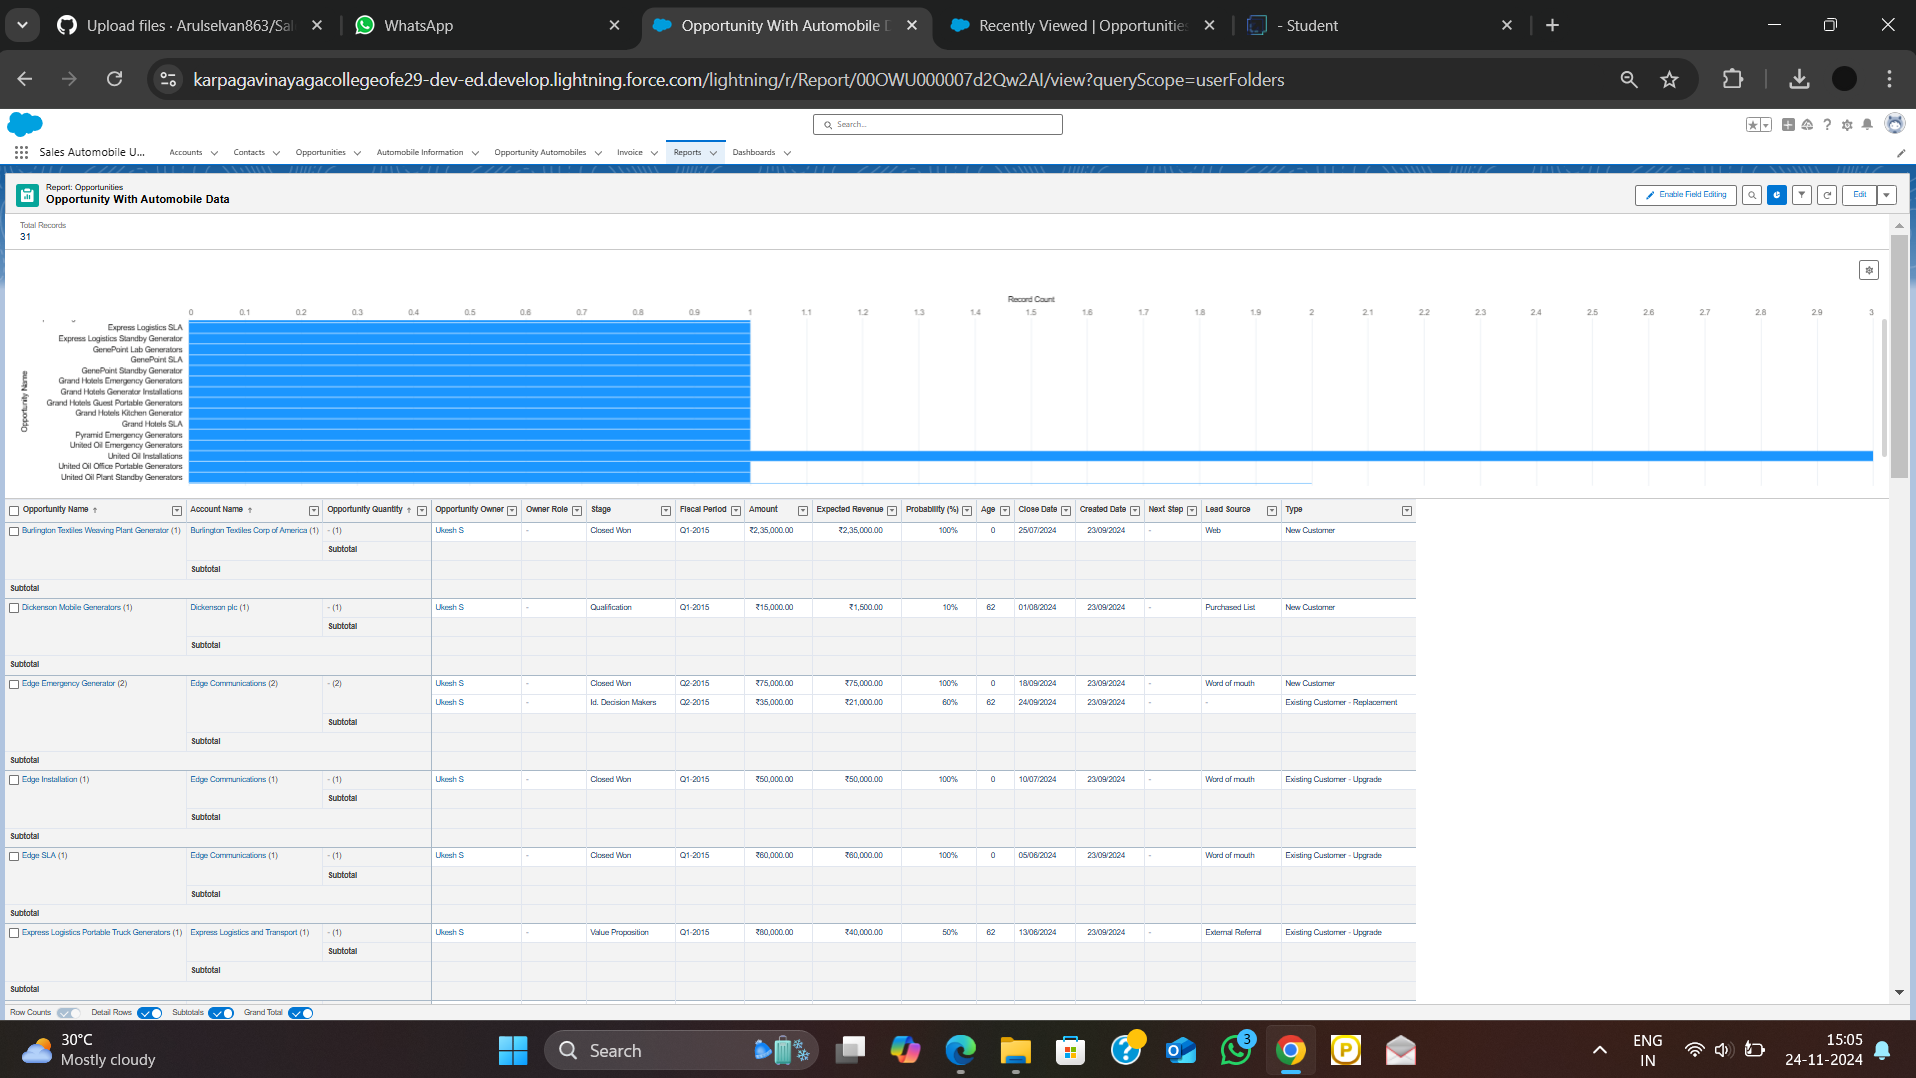 Upload files · Arulselvan863/Sal
WhatsApp
Opportunity With Automobile D
Recently Viewed | Opportunities
- Student
karpagavinayagacollegeofe29-dev-ed.develop.lightning.force.com/lightning/r/Report/00OWU000007d2Qw2AI/view?queryScope=userFolders
Search...
Sales Automobile U... Accounts Contacts Opportunities Automobile Information Opportunity Automobiles Invoice Reports Dashboards
Report: Opportunities
Opportunity With Automobile Data
Enable Field Editing
Edit
Total Records
31
Record Count
0 0.1 0.2 0.3 0.4 0.5 0.6 0.7 0.8 0.9 1 1.1 1.2 1.3 1.4 1.5 1.6 1.7 1.8 1.9 2 2.1 2.2 2.3 2.4 2.5 2.6 2.7 2.8 2.9 3
Opportunity Name
Express Logistics SLA
Express Logistics Standby Generator
GenePoint Lab Generators
GenePoint SLA
GenePoint Standby Generator
Grand Hotels Emergency Generators
Grand Hotels Generator Installations
Grand Hotels Guest Portable Generators
Grand Hotels Kitchen Generator
Grand Hotels SLA
Pyramid Emergency Generators
United Oil Emergency Generators
United Oil Installations
United Oil Office Portable Generators
United Oil Plant Standby Generators
Opportunity Name ↑ Account Name ↑ Opportunity Quantity ↑ Opportunity Owner Owner Role Stage Fiscal Period Amount Expected Revenue Probability (%) Age Close Date Created Date Next Step Lead Source Type
Burlington Textiles Weaving Plant Generator (1) Burlington Textiles Corp of America (1) - (1) Ukesh S - Closed Won Q1-2015 ₹2,35,000.00 ₹2,35,000.00 100% 0 25/07/2024 23/09/2024 - Web New Customer
Subtotal
Subtotal
Subtotal
Dickenson Mobile Generators (1) Dickenson plc (1) - (1) Ukesh S - Qualification Q1-2015 ₹15,000.00 ₹1,500.00 10% 62 01/08/2024 23/09/2024 - Purchased List New Customer
Subtotal
Subtotal
Subtotal
Edge Emergency Generator (2) Edge Communications (2) - (2) Ukesh S - Closed Won Q2-2015 ₹75,000.00 ₹75,000.00 100% 0 18/09/2024 23/09/2024 - Word of mouth New Customer
Ukesh S - Id. Decision Makers Q2-2015 ₹35,000.00 ₹21,000.00 60% 62 24/09/2024 23/09/2024 - - Existing Customer - Replacement
Subtotal
Subtotal
Subtotal
Edge Installation (1) Edge Communications (1) - (1) Ukesh S - Closed Won Q1-2015 ₹50,000.00 ₹50,000.00 100% 0 10/07/2024 23/09/2024 - Word of mouth Existing Customer - Upgrade
Subtotal
Subtotal
Subtotal
Edge SLA (1) Edge Communications (1) - (1) Ukesh S - Closed Won Q1-2015 ₹60,000.00 ₹60,000.00 100% 0 05/06/2024 23/09/2024 - Word of mouth Existing Customer - Upgrade
Subtotal
Subtotal
Subtotal
Express Logistics Portable Truck Generators (1) Express Logistics and Transport (1) - (1) Ukesh S - Value Proposition Q1-2015 ₹80,000.00 ₹40,000.00 50% 62 13/06/2024 23/09/2024 - External Referral Existing Customer - Upgrade
Subtotal
Subtotal
Subtotal
Row Counts Detail Rows Subtotals Grand Total
30°C
Mostly cloudy
Search
3
ENG
IN
15:05
24-11-2024